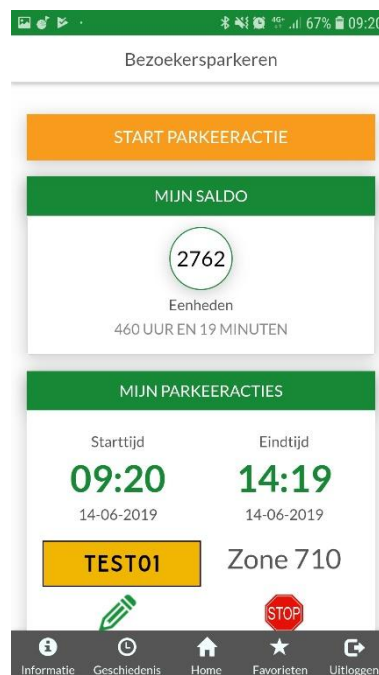 67% 09:20
Bezoekersparkeren
START PARKEERACTIE
MIJN SALDO
2762
Eenheden
460 UUR EN 19 MINUTEN
MIJN PARKEERACTIES
Starttijd Eindtijd
09:20 14:19
14-06-2019 14-06-2019
TEST01 Zone 710
STOP
Informatie Geschiedenis Home Favorieten Uitloggen